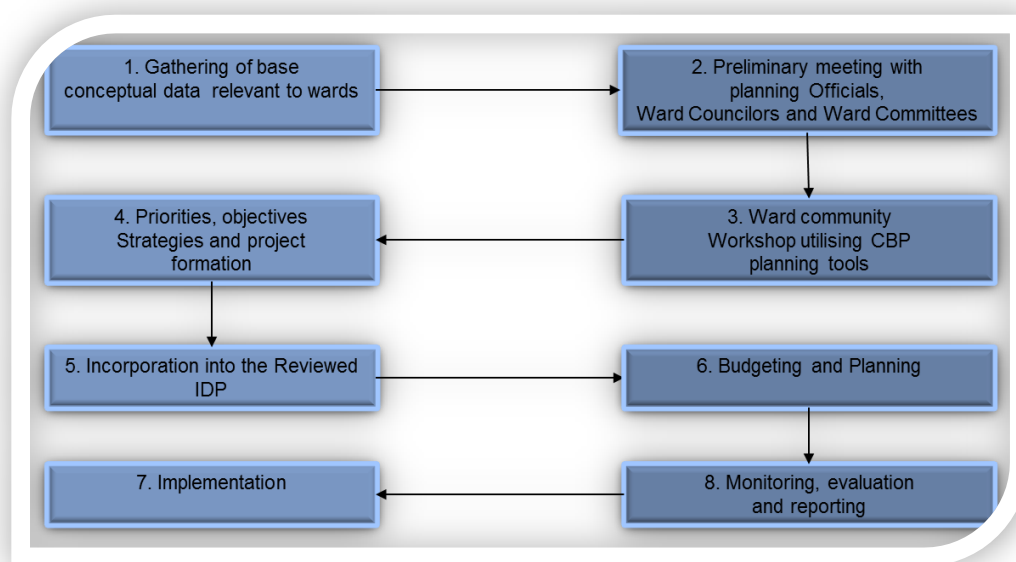 1. Gathering of base
conceptual data relevant to wards
2. Preliminary meeting with
planning Officials,
Ward Councilors and Ward Committees
3. Ward community
Workshop utilising CBP
planning tools
4. Priorities, objectives
Strategies and project
formation
5. Incorporation into the Reviewed
IDP
6. Budgeting and Planning
7. Implementation
8. Monitoring, evaluation
and reporting